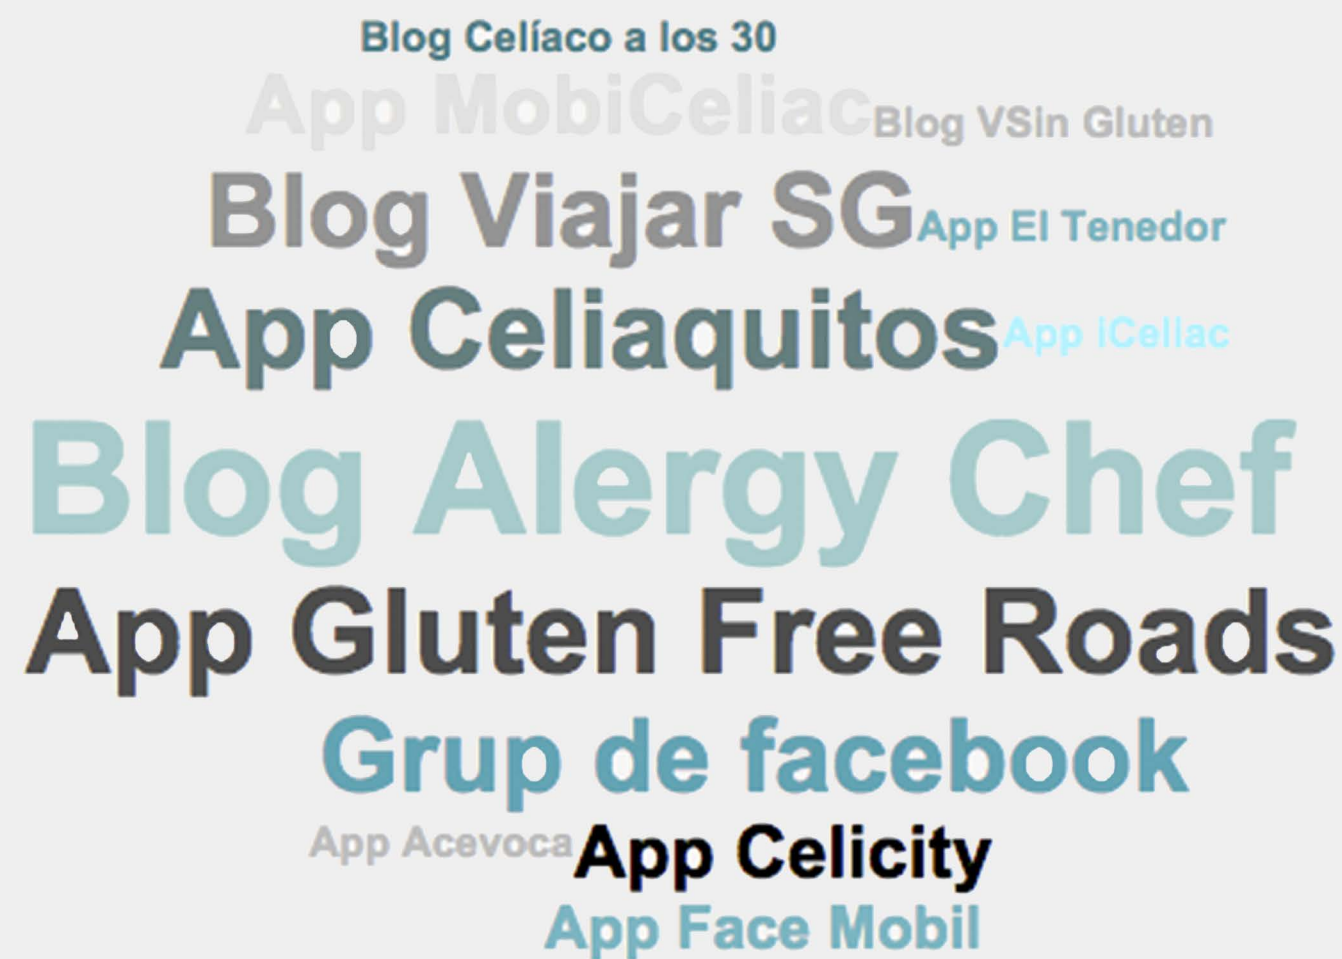 Blog Celíaco a los 30
App MobiCeliac Blog VSin Gluten
Blog Viajar SG App El Tenedor
App Celiaquitos App iCeliac
Blog Alergy Chef
App Gluten Free Roads
Grup de facebook
App Acevoca App Celicity
App Face Mobil